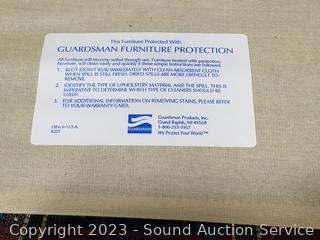 This Furniture Protected With
GUARDSMAN FURNITURE PROTECTION
All furniture will become soiled through use. Furniture treated with protection,
however, will clean easily and quickly if these simple instructions are followed.
1. BLOT (DON'T RUB) IMMEDIATELY WITH CLEAN ABSORBENT CLOTH
WHEN SPILL IS STILL FRESH. DRIED SPILLS ARE MORE DIFFICULT TO
REMOVE.
2. IDENTIFY THE TYPE OF UPHOLSTERY MATERIAL AND THE SPILL. THIS IS
IMPERATIVE TO DETERMINE WHICH TYPE OF CLEANERS SHOULD BE
USED!
3. FOR ADDITIONAL INFORMATION ON REMOVING STAINS, PLEASE REFER
TO YOUR WARRANTY CARD.
GUARDSMAN
Guardsman Products, Inc.
Grand Rapids, MI 49508
1-800-253-3957
We Protect Your World™
Litho in U.S.A.
8201
Copyright 2023 - Sound Auction Service